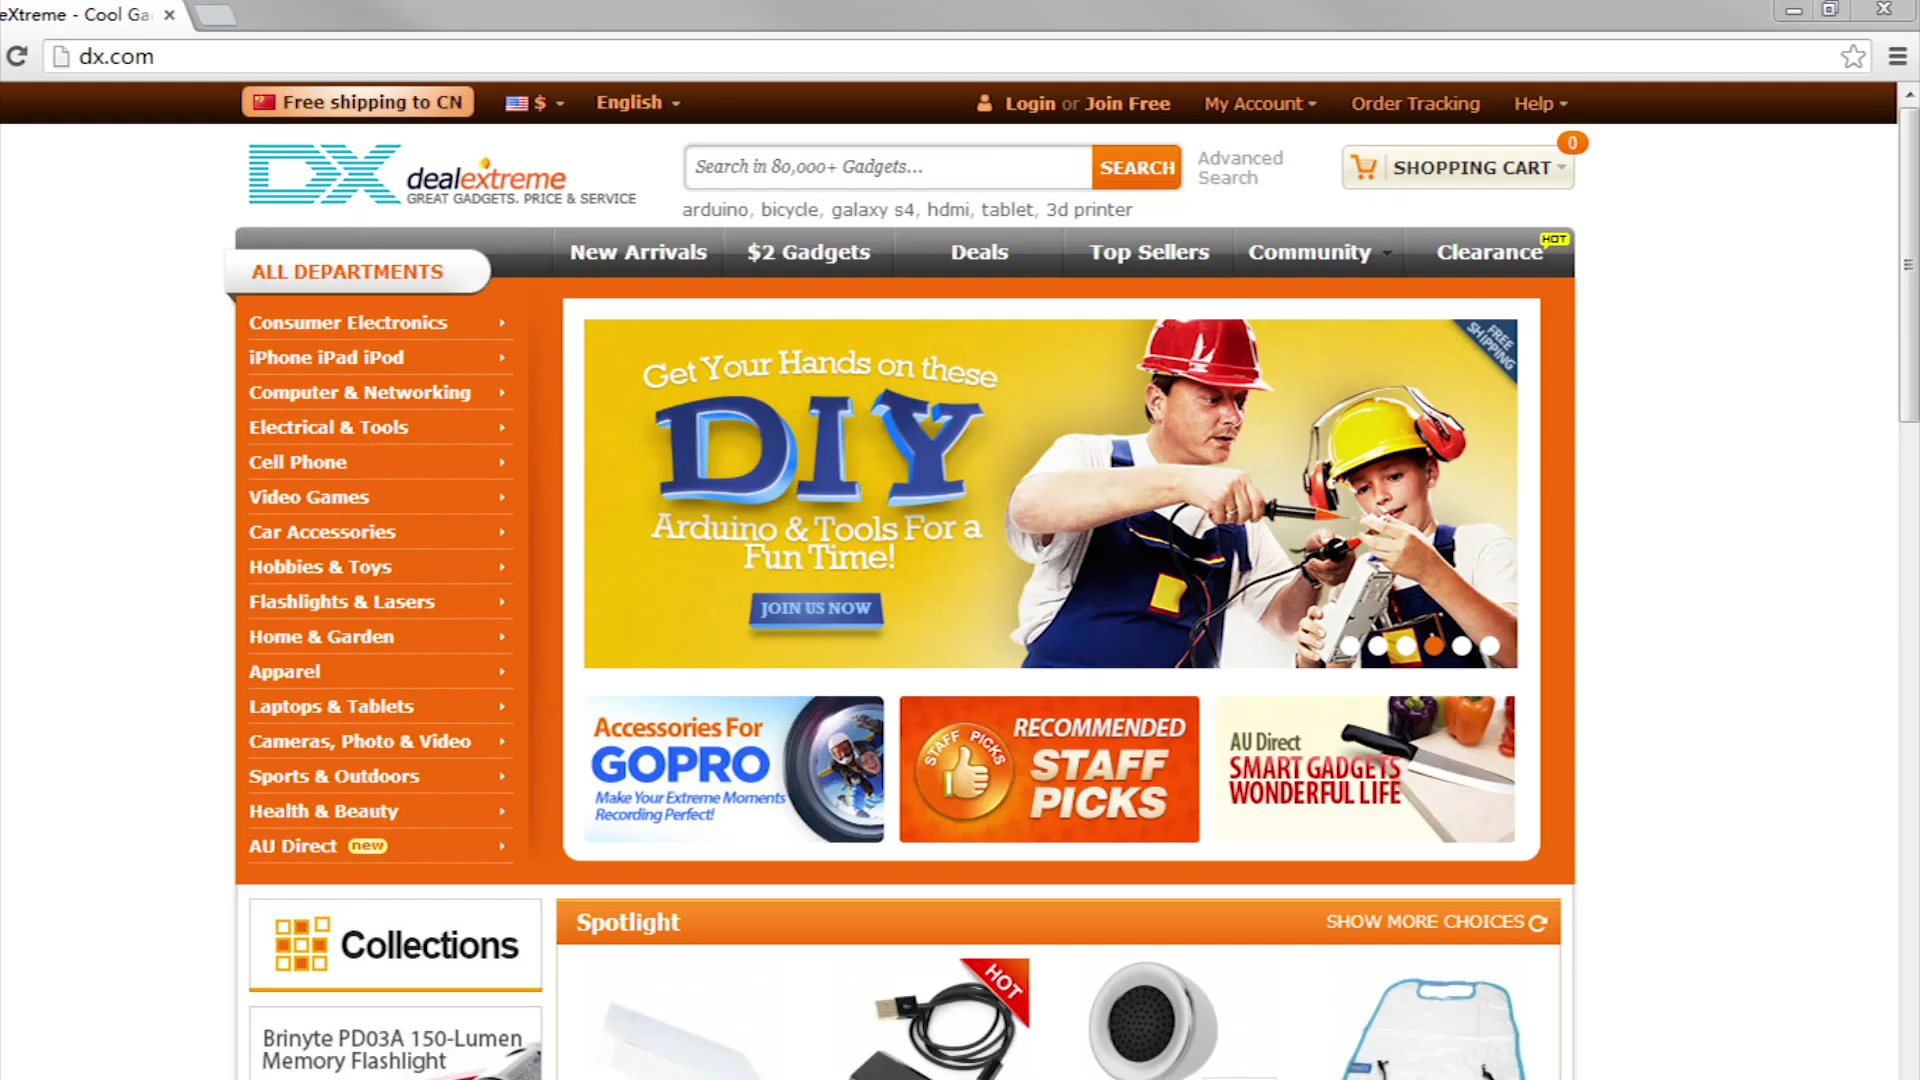 eXtreme - Cool Ga
dx.com
Free shipping to CN
$
English
Login or Join Free
My Account
Order Tracking
Help
DX
dealextreme
GREAT GADGETS. PRICE & SERVICE
Search in 80,000+ Gadgets...
SEARCH
Advanced
Search
0
SHOPPING CART
arduino, bicycle, galaxy s4, hdmi, tablet, 3d printer
New Arrivals
$2 Gadgets
Deals
Top Sellers
Community
Clearance
HOT
ALL DEPARTMENTS
Consumer Electronics
iPhone iPad iPod
Computer & Networking
Electrical & Tools
Cell Phone
Video Games
Car Accessories
Hobbies & Toys
Flashlights & Lasers
Home & Garden
Apparel
Laptops & Tablets
Cameras, Photo & Video
Sports & Outdoors
Health & Beauty
AU Direct new
Get Your Hands on these
DIY
Arduino & Tools For a
Fun Time!
JOIN US NOW
FREE
SHIPPING
Accessories For
GOPRO
Make Your Extreme Moments
Recording Perfect!
STAFF PICKS
RECOMMENDED
STAFF
PICKS
AU Direct
SMART GADGETS
WONDERFUL LIFE
Collections
Spotlight
SHOW MORE CHOICES
HOT
Brinyte PD03A 150-Lumen
Memory Flashlight